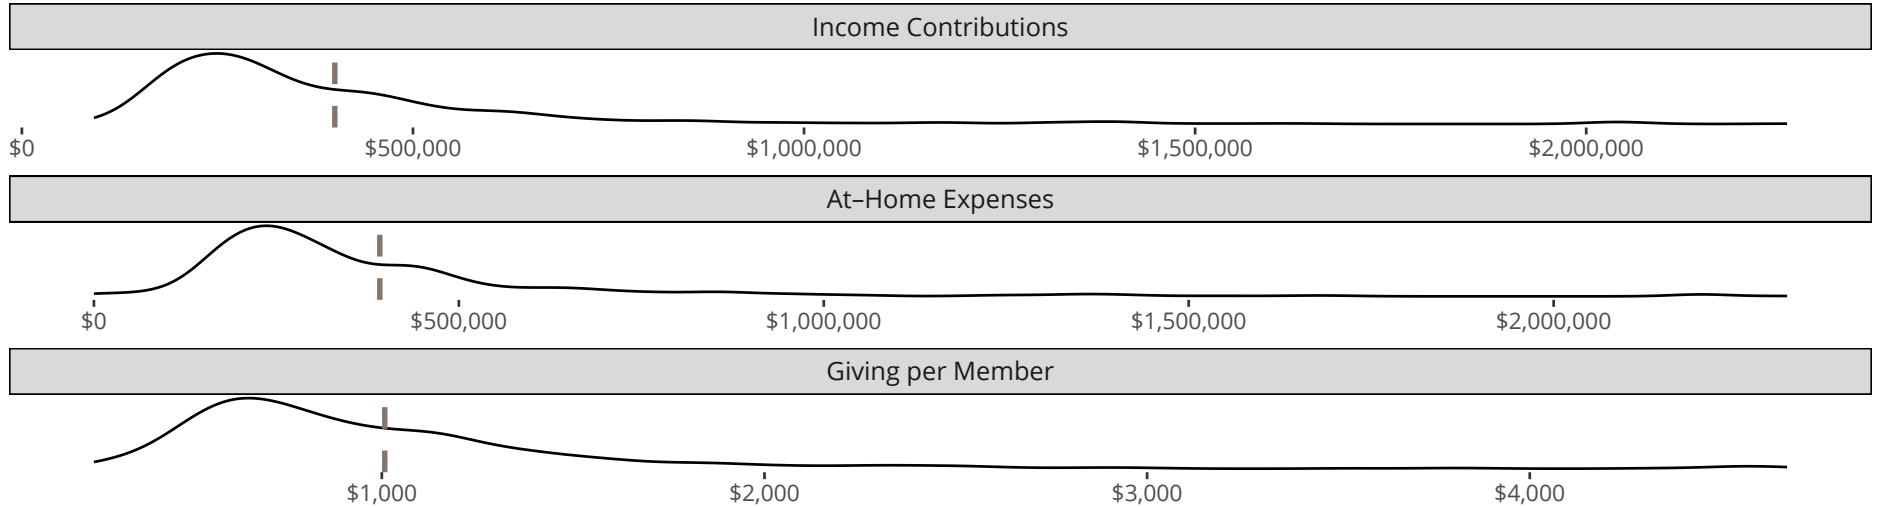 Income Contributions
$0 $500,000 $1,000,000 $1,500,000 $2,000,000
At–Home Expenses
$0 $500,000 $1,000,000 $1,500,000 $2,000,000
Giving per Member
$1,000 $2,000 $3,000 $4,000